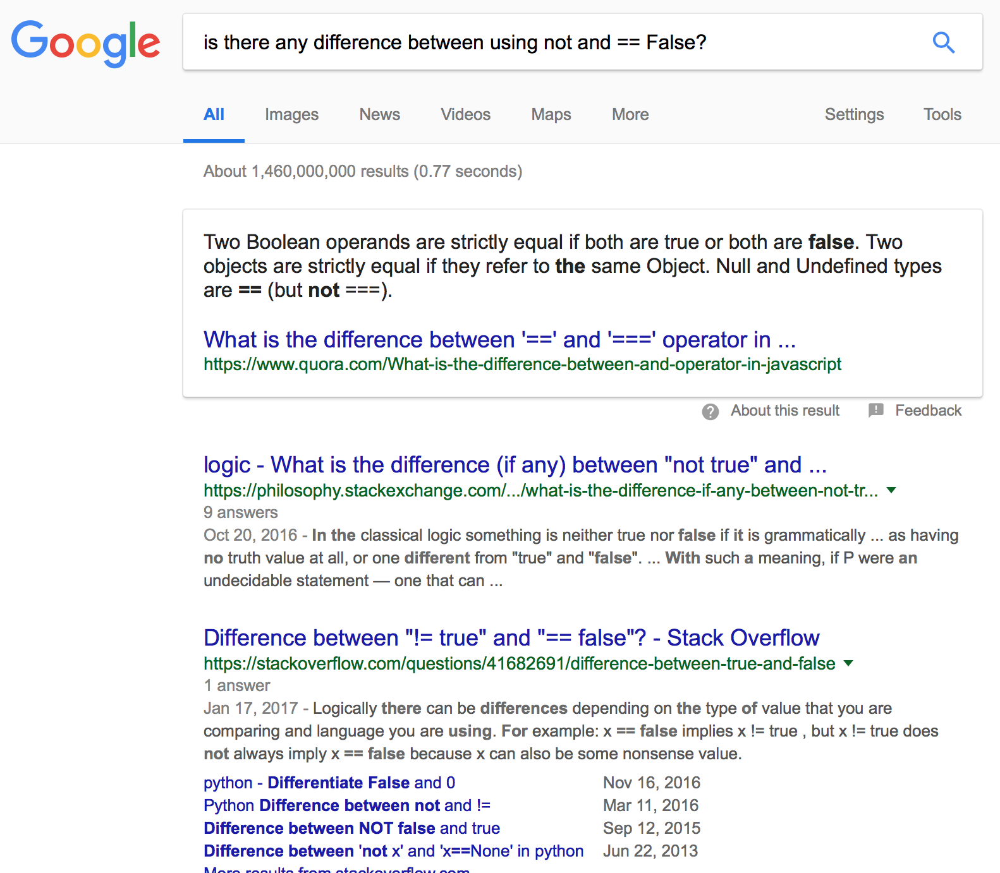 Google
is there any difference between using not and == False?
All Images News Videos Maps More Settings Tools
About 1,460,000,000 results (0.77 seconds)
Two Boolean operands are strictly equal if both are true or both are false. Two
objects are strictly equal if they refer to the same Object. Null and Undefined types
are == (but not ===).
What is the difference between '==' and '===' operator in ...
https://www.quora.com/What-is-the-difference-between-and-operator-in-javascript
About this result Feedback
logic - What is the difference (if any) between "not true" and ...
https://philosophy.stackexchange.com/.../what-is-the-difference-if-any-between-not-tr...
9 answers
Oct 20, 2016 - In the classical logic something is neither true nor false if it is grammatically ... as having
no truth value at all, or one different from "true" and "false". ... With such a meaning, if P were an
undecidable statement — one that can ...
Difference between "!= true" and "== false"? - Stack Overflow
https://stackoverflow.com/questions/41682691/difference-between-true-and-false
1 answer
Jan 17, 2017 - Logically there can be differences depending on the type of value that you are
comparing and language you are using. For example: x == false implies x != true , but x != true does
not always imply x == false because x can also be some nonsense value.
python - Differentiate False and 0 Nov 16, 2016
Python Difference between not and != Mar 11, 2016
Difference between NOT false and true Sep 12, 2015
Difference between 'not x' and 'x==None' in python Jun 22, 2013
More results from stackoverflow.com